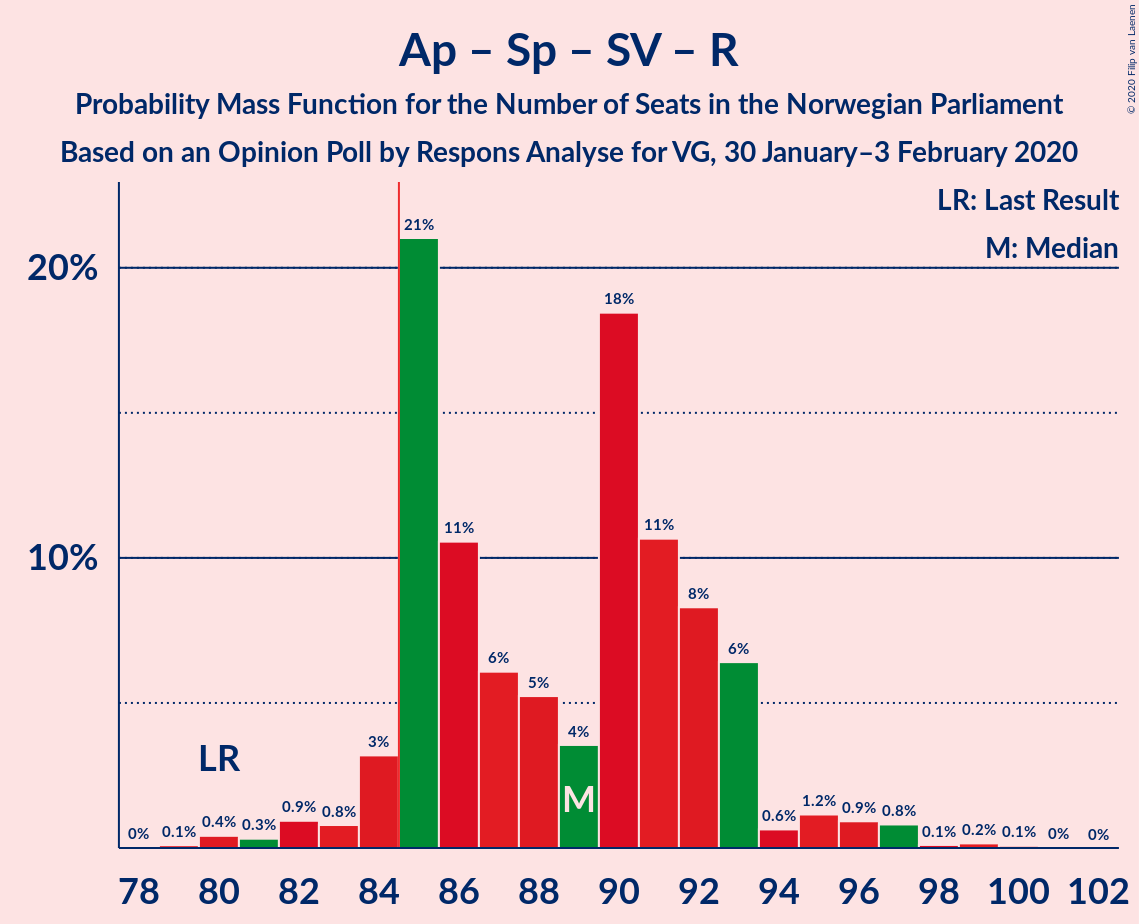 © 2020 Filip van Laenen
Ap – Sp – SV – R
Probability Mass Function for the Number of Seats in the Norwegian Parliament
Based on an Opinion Poll by Respons Analyse for VG, 30 January–3 February 2020
LR: Last Result
M: Median
20%
10%
0% 0.1% 0.4% 0.3% 0.9% 0.8% 3% 21% 11% 6% 5% 4% 18% 11% 8% 6% 0.6% 1.2% 0.9% 0.8% 0.1% 0.2% 0.1% 0% 0%
LR
M
78 80 82 84 86 88 90 92 94 96 98 100 102